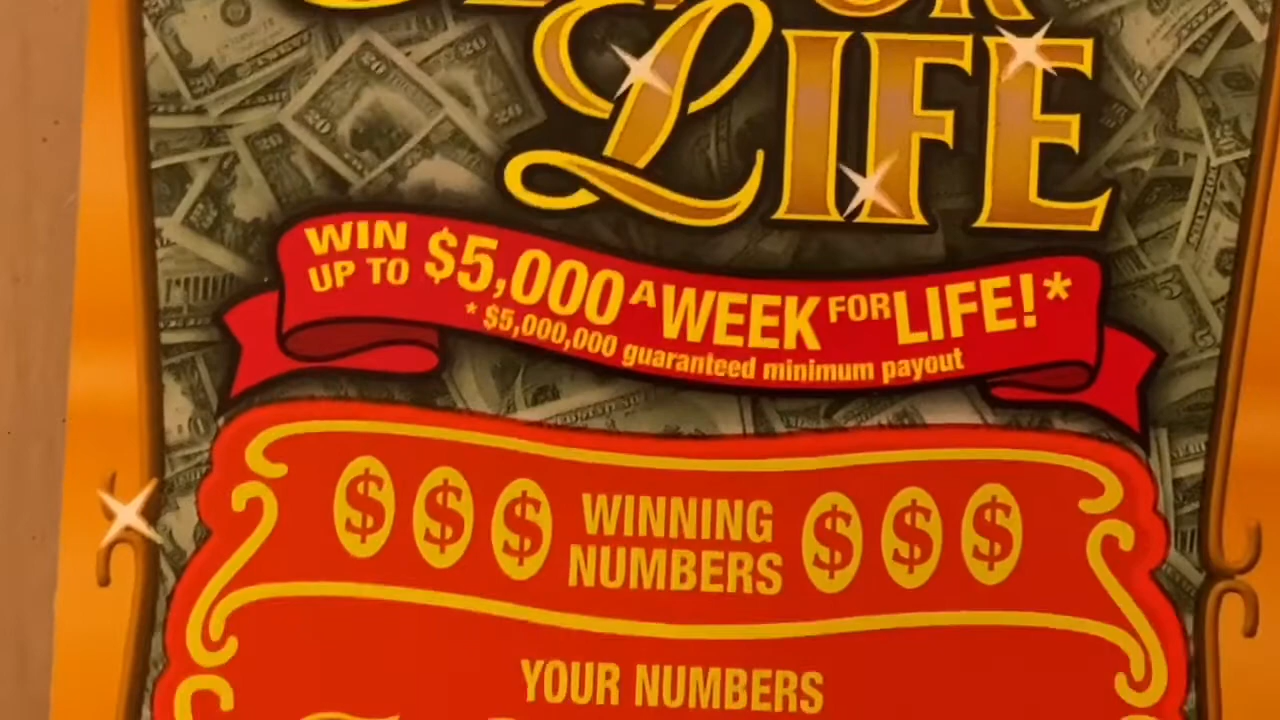 LIFE
WIN UP TO $5,000 A WEEK FOR LIFE!*
* $5,000,000 guaranteed minimum payout
$ $ $ WINNING NUMBERS $ $ $
YOUR NUMBERS